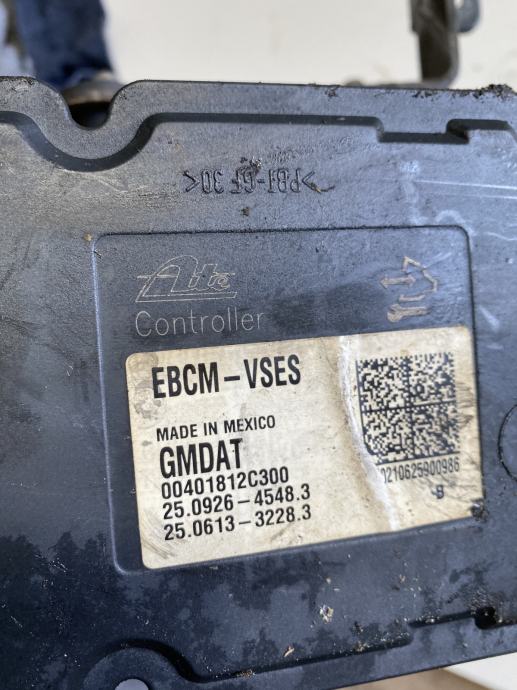 >PBT-GF30<
Ate
Controller
EBCM-VSES
MADE IN MEXICO
GMDAT
00401812C300
25.0926-4548.3
25.0613-3228.3
0210625900986
B